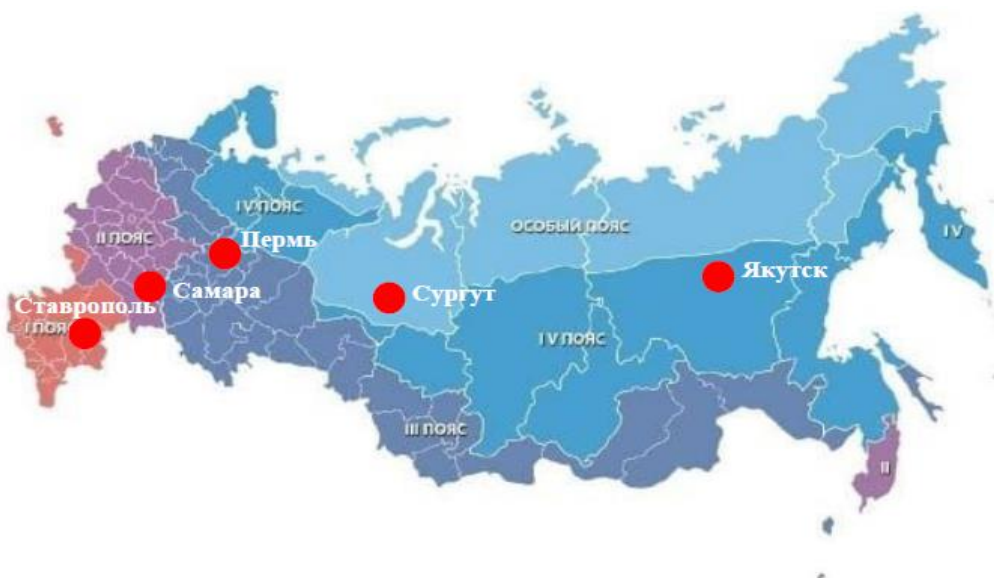 ОСОБЫЙ ПОЯС
IV ПОЯС
IV
II ПОЯС
Пермь
Якутск
Самара
Сургут
Ставрополь
I ПОЯС
IV ПОЯС
III ПОЯС
II